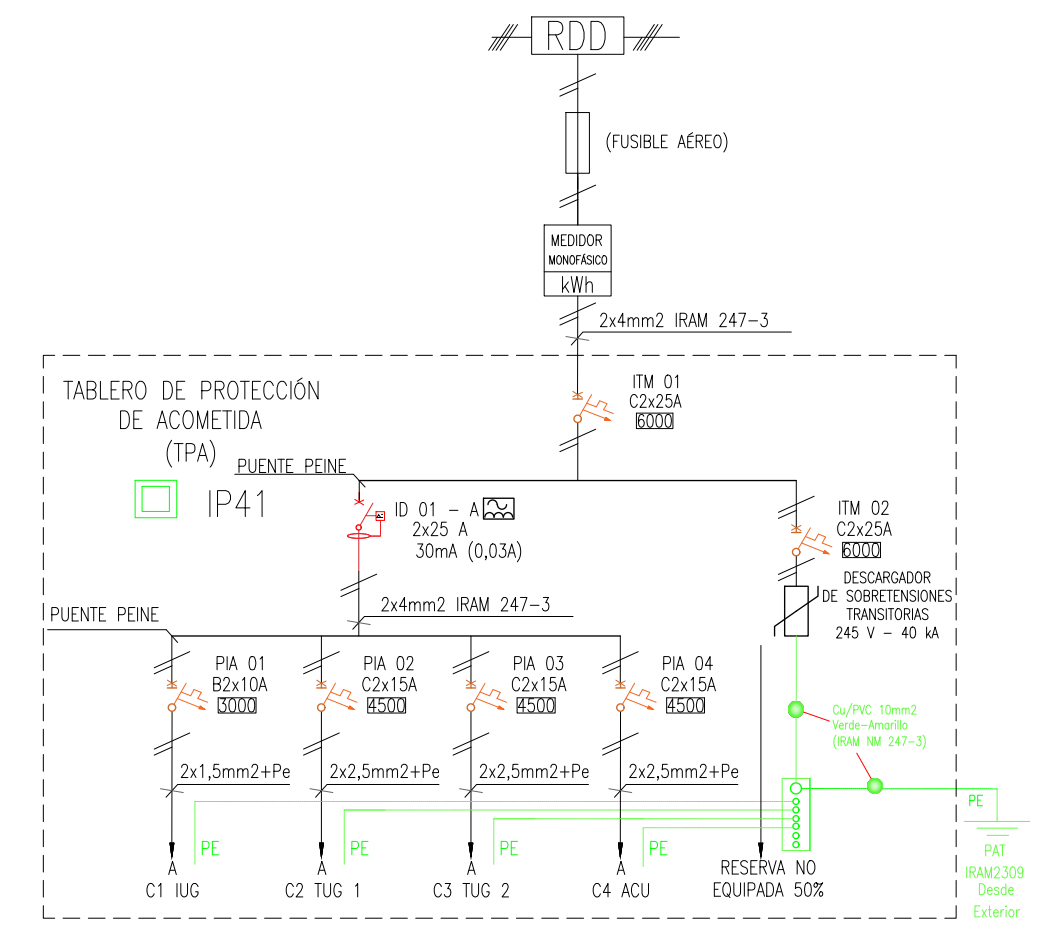 RDD
(FUSIBLE AÉREO)
MEDIDOR
MONOFÁSICO
kWh
2x4mm2 IRAM 247-3
TABLERO DE PROTECCIÓN
DE ACOMETIDA
(TPA)
IP41
ITM 01
C2x25A
6000
PUENTE PEINE
ID 01 - A
2x25 A
30mA (0,03A)
ITM 02
C2x25A
6000
DESCARGADOR
DE SOBRETENSIONES
TRANSITORIAS
245 V - 40 kA
2x4mm2 IRAM 247-3
PUENTE PEINE
PIA 01
B2x10A
3000
PIA 02
C2x15A
4500
PIA 03
C2x15A
4500
PIA 04
C2x15A
4500
Cu/PVC 10mm2
Verde-Amarillo
(IRAM NM 247-3)
2x1,5mm2+Pe
2x2,5mm2+Pe
2x2,5mm2+Pe
2x2,5mm2+Pe
PE
PE
PE
PE
PE
A
C1 IUG
A
C2 TUG 1
A
C3 TUG 2
A
C4 ACU
RESERVA NO
EQUIPADA 50%
PAT
IRAM2309
Desde
Exterior